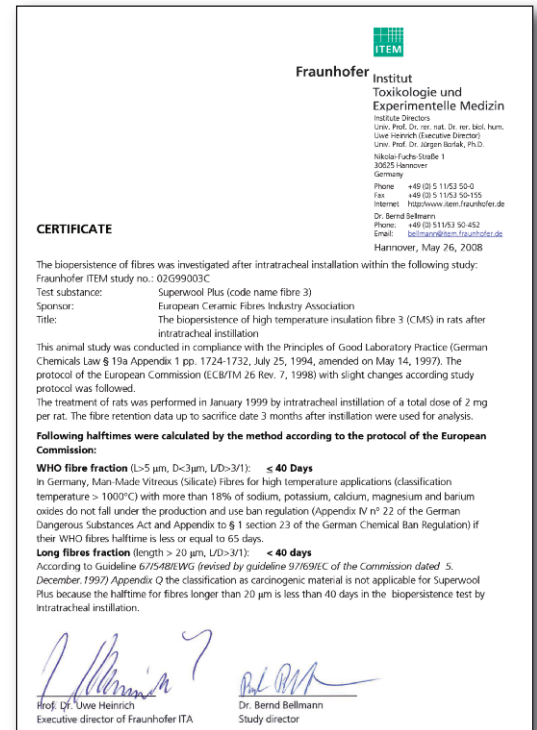 ITEM
Fraunhofer Institut
Toxikologie und
Experimentelle Medizin
Institute Directors
Univ. Prof. Dr. rer. nat. Dr. rer. biol. hum.
Uwe Heinrich (Executive Director)
Univ. Prof. Dr. Jürgen Borlak, Ph.D.
Nikolai-Fuchs-Straße 1
30625 Hannover
Germany
Phone +49 (0) 5 11/53 50-0
Fax +49 (0) 5 11/53 50-155
Internet http:/www.item.fraunhofer.de
Dr. Bernd Bellmann
Phone: +49 (0) 511/53 50-452
Email: bellmann@item.fraunhofer.de
Hannover, May 26, 2008
CERTIFICATE
The biopersistence of fibres was investigated after intratracheal installation within the following study:
Fraunhofer ITEM study no.: 02G99003C
Test substance: Superwool Plus (code name fibre 3)
Sponsor: European Ceramic Fibres Industry Association
Title: The biopersistence of high temperature insulation fibre 3 (CMS) in rats after
intratracheal instillation
This animal study was conducted in compliance with the Principles of Good Laboratory Practice (German
Chemicals Law § 19a Appendix 1 pp. 1724-1732, July 25, 1994, amended on May 14, 1997). The
protocol of the European Commission (ECB/TM 26 Rev. 7, 1998) with slight changes according study
protocol was followed.
The treatment of rats was performed in January 1999 by intratracheal instillation of a total dose of 2 mg
per rat. The fibre retention data up to sacrifice date 3 months after instillation were used for analysis.
Following halftimes were calculated by the method according to the protocol of the European
Commission:
WHO fibre fraction (L>5 µm, D<3µm, L/D>3/1): ≤ 40 Days
In Germany, Man-Made Vitreous (Silicate) Fibres for high temperature applications (classification
temperature > 1000°C) with more than 18% of sodium, potassium, calcium, magnesium and barium
oxides do not fall under the production and use ban regulation (Appendix IV n° 22 of the German
Dangerous Substances Act and Appendix to § 1 section 23 of the German Chemical Ban Regulation) if
their WHO fibres halftime is less or equal to 65 days.
Long fibres fraction (length > 20 µm, L/D>3/1): < 40 days
According to Guideline 67/548/EWG (revised by guideline 97/69/EC of the Commission dated 5.
December.1997) Appendix Q the classification as carcinogenic material is not applicable for Superwool
Plus because the halftime for fibres longer than 20 µm is less than 40 days in the biopersistence test by
Intratracheal instillation.
Prof. Dr. Uwe Heinrich
Executive director of Fraunhofer ITA
Dr. Bernd Bellmann
Study director